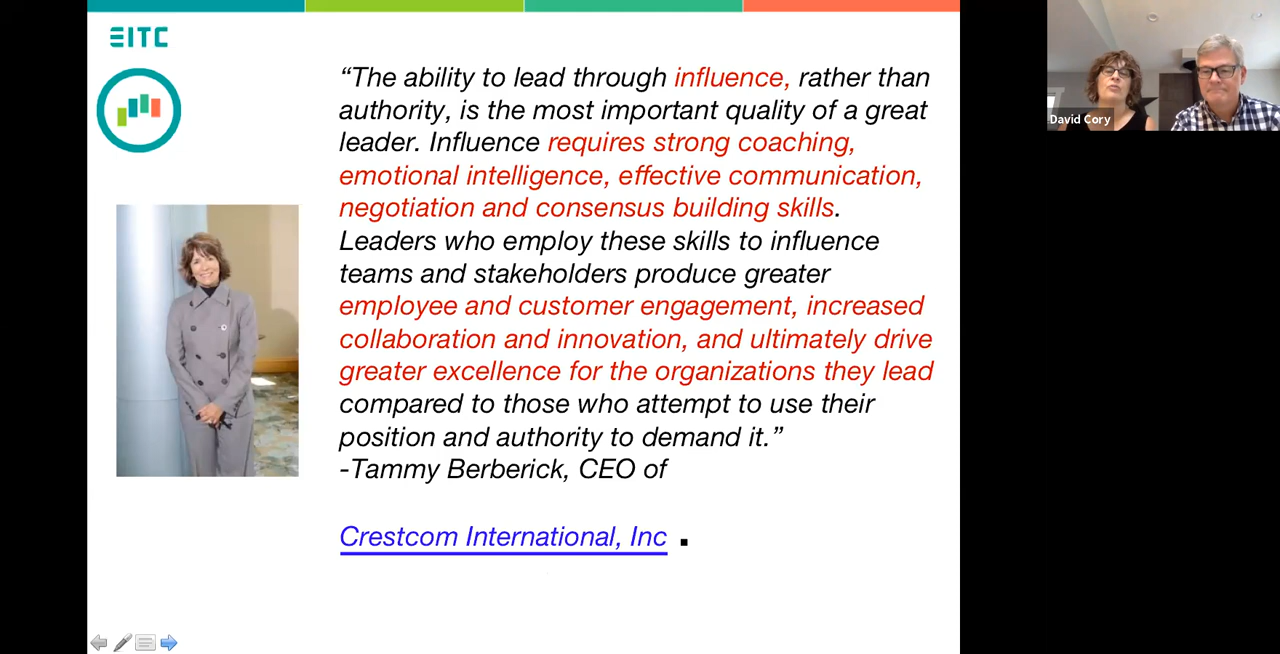 EITC
“The ability to lead through influence, rather than
authority, is the most important quality of a great
leader. Influence requires strong coaching,
emotional intelligence, effective communication,
negotiation and consensus building skills.
Leaders who employ these skills to influence
teams and stakeholders produce greater
employee and customer engagement, increased
collaboration and innovation, and ultimately drive
greater excellence for the organizations they lead
compared to those who attempt to use their
position and authority to demand it.”
-Tammy Berberick, CEO of
Crestcom International, Inc .
David Cory